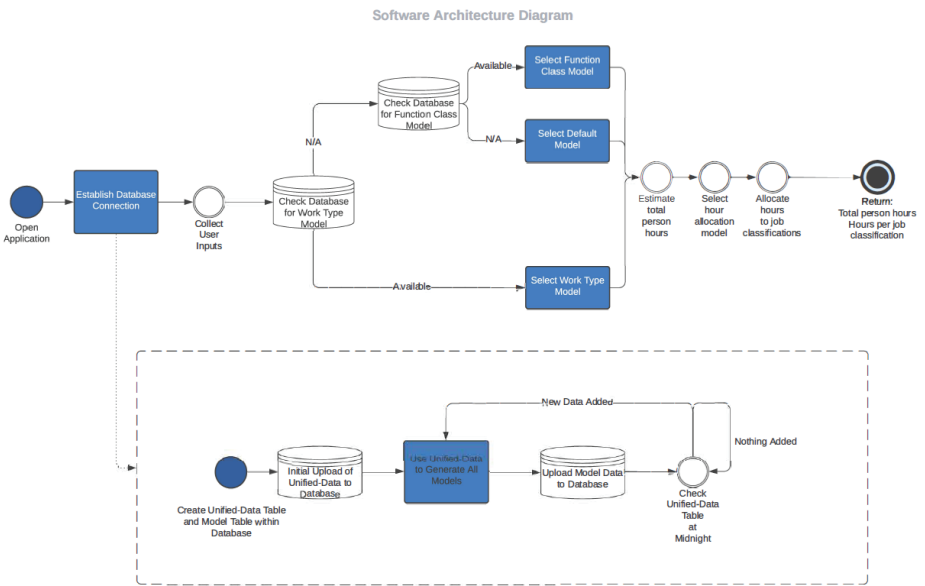 Software Architecture Diagram
Select Function
Class Model
Available
Check Database
for Function Class
Model
Select Default
Model
N/A
N/A
Establish Database
Connection
Open
Application
Collect
User
Inputs
Check Database
for Work Type
Model
Estimate
total
person
hours
Select
hour
allocation
model
Allocate
hours
to job
classifications
Return:
Total person hours
Hours per job
classification
Available
Select Work Type
Model
New Data Added
Nothing Added
Create Unified-Data Table
and Model Table within
Database
Initial Upload of
Unified-Data to
Database
Use Unified-Data
to Generate All
Models
Upload Model Data
to Database
Check
Unified-Data
Table
at
Midnight